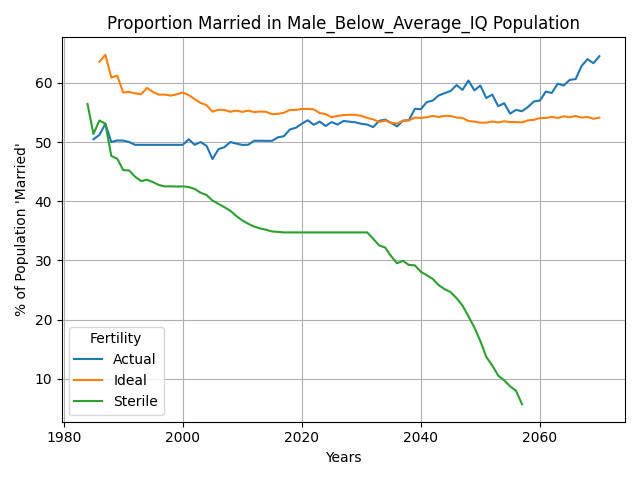 Proportion Married in Male_Below_Average_IQ Population
% of Population 'Married'
60
50
40
30
20
10
Fertility
Actual
Ideal
Sterile
1980
2000
2020
2040
2060
Years